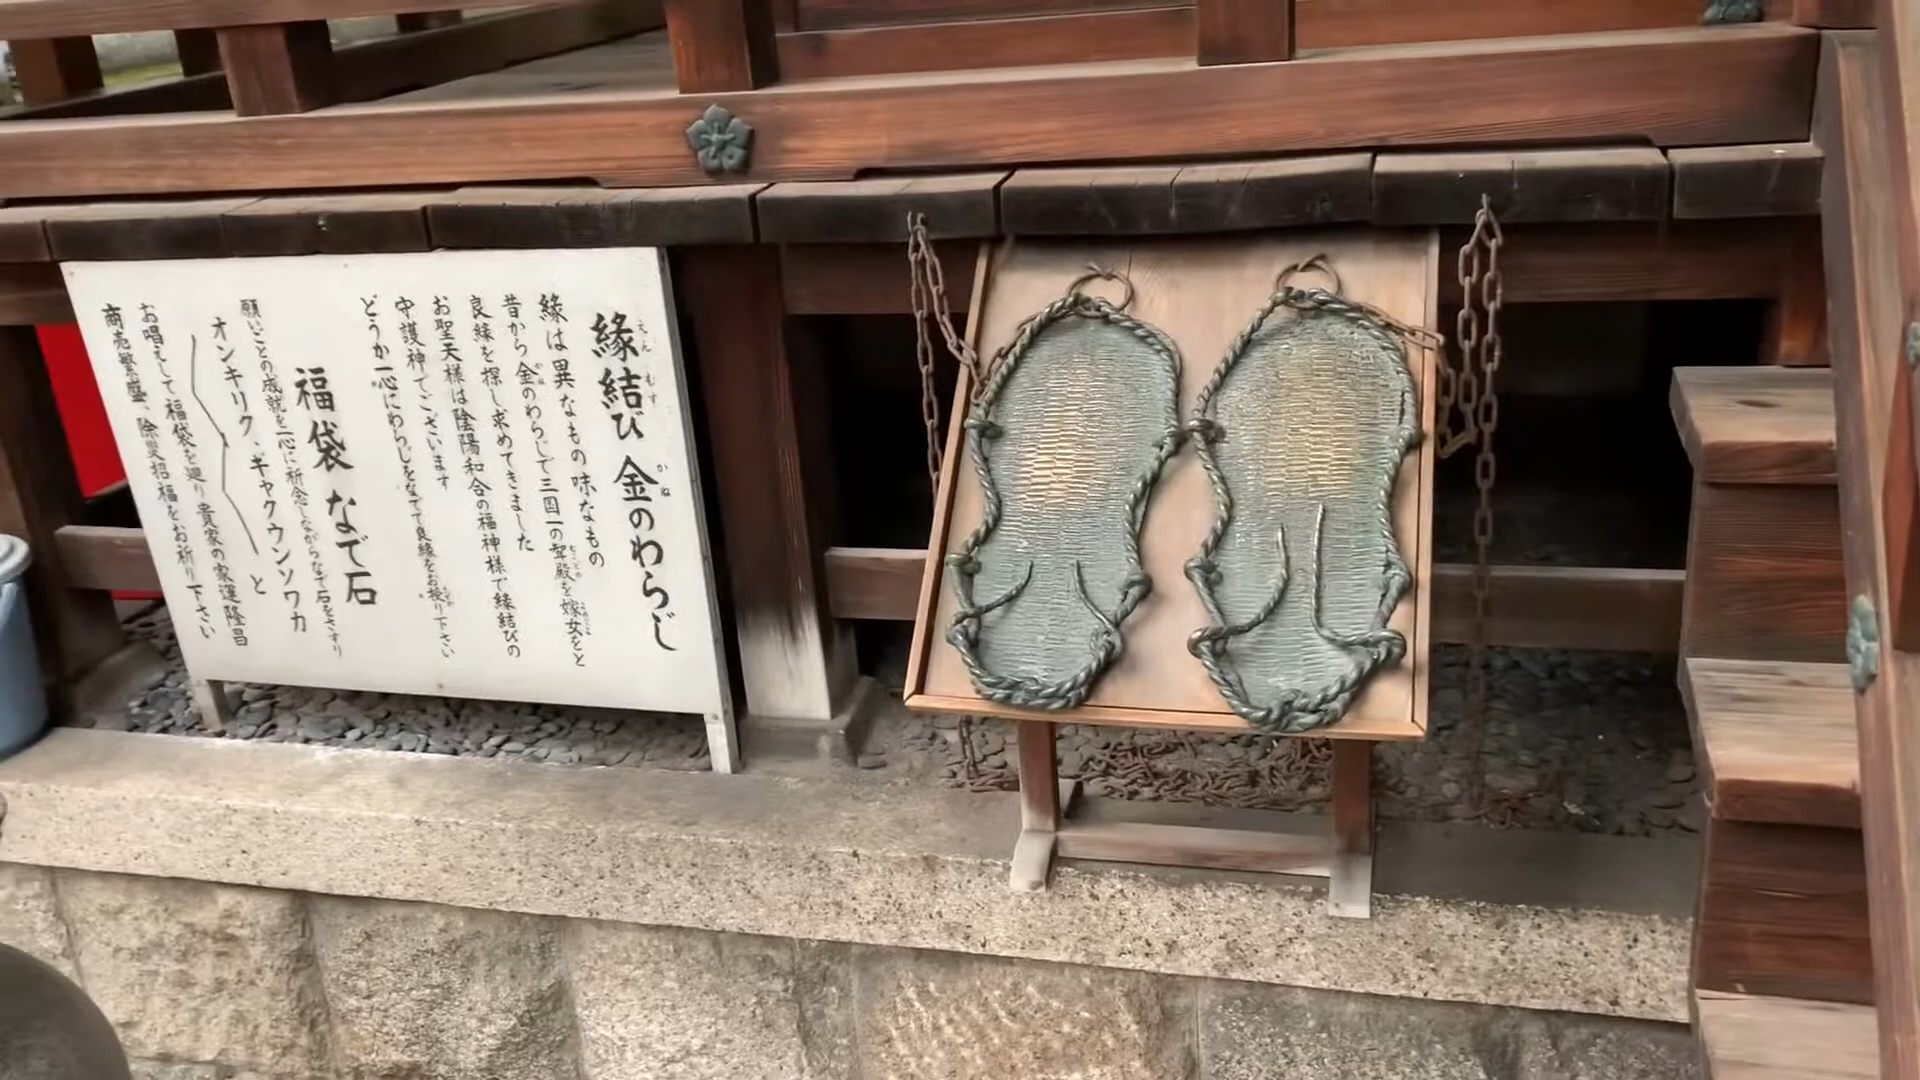 縁結び 金のわらじ
縁は異なもの味なもの
昔から金のわらじで三国一の聟殿を嫁女をと
良縁を探し求めてきました
お聖天様は陰陽和合の福神様で縁結びの
守護神でございます
どうか一心にわらじをなでて良縁をお授り下さい
福袋 なで石
願いごとの成就を一心に祈念しながらなで石をさすり
オンキリク、ギャクウンソワカ と
お唱えして福袋を廻り貴家の家運隆昌
商売繁盛、除災招福をお祈り下さい